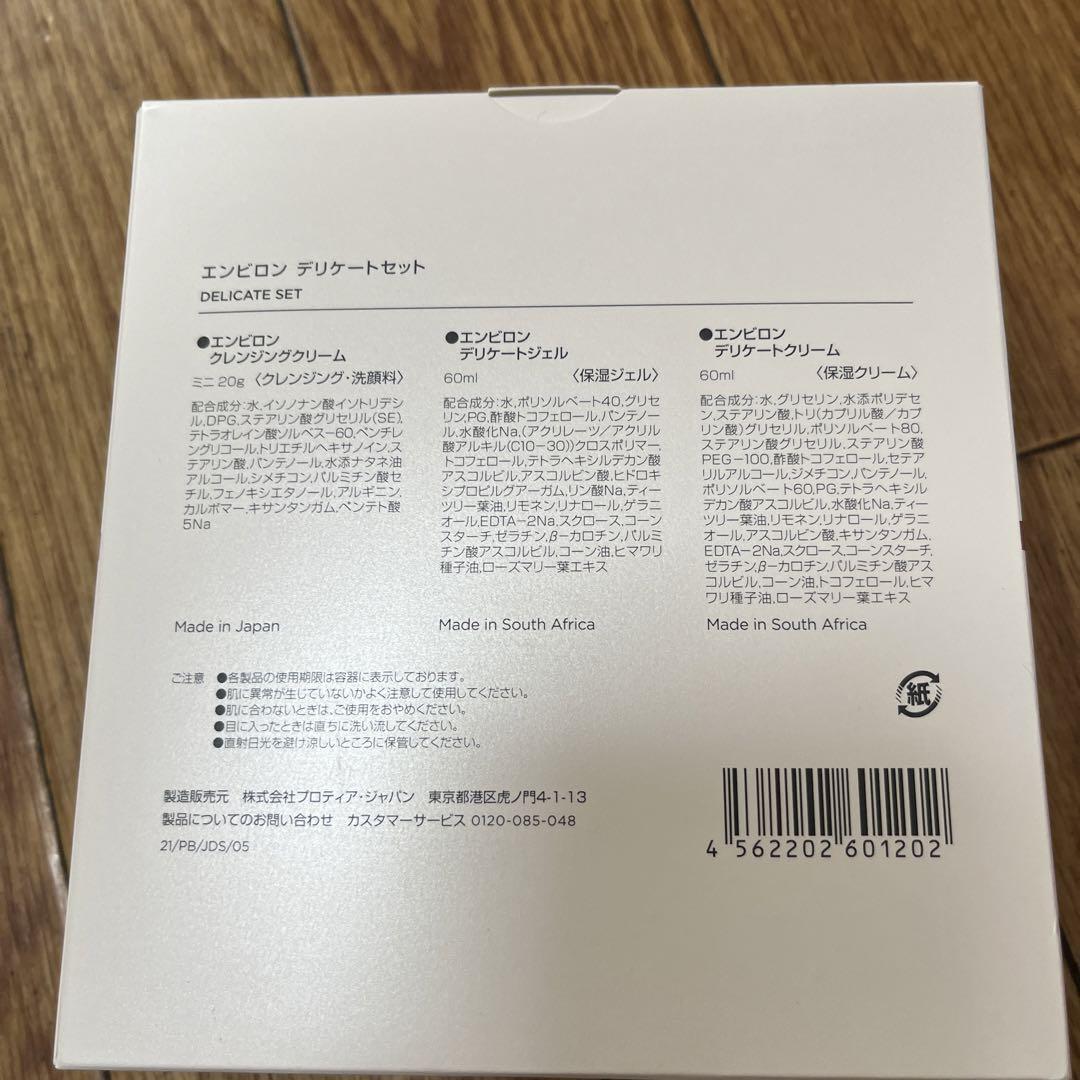 エンビロン デリケートセット
DELICATE SET
●エンビロン
クレンジングクリーム
ミニ 20g 〈クレンジング・洗顔料〉
配合成分:水,イソノナン酸イソトリデシ
ル,DPG,ステアリン酸グリセリル(SE),
テトラオレイン酸ソルベス-60,ペンチレ
ングリコール,トリエチルヘキサノイン,ス
テアリン酸,パンテノール,水添ナタネ油
アルコール,ジメチコン,パルミチン酸セ
チル,フェノキシエタノール,アルギニン,
カルボマー,キサンタンガム,ペンテト酸
5Na
Made in Japan
●エンビロン
デリケートジェル
60ml 〈保湿ジェル〉
配合成分:水,ポリソルベート40,グリセ
リン,PG,酢酸トコフェロール,パンテノー
ル,水酸化Na,(アクリレーツ/アクリル
酸アルキル(C10-30))クロスポリマー,
トコフェロール,テトラヘキシルデカン酸
アスコルビル,アスコルビン酸,ヒドロキ
シプロピルグアーガム,リン酸Na,ティー
ツリー葉油,リモネン,リナロール,ゲラニ
オール,EDTA-2Na,スクロース,コーン
スターチ,ゼラチン,β-カロチン,パルミ
チン酸アスコルビル,コーン油,ヒマワリ
種子油,ローズマリー葉エキス
Made in South Africa
●エンビロン
デリケートクリーム
60ml 〈保湿クリーム〉
配合成分:水,グリセリン,水添ポリデセ
ン,ステアリン酸,トリ(カプリル酸/カプ
リン酸)グリセリル,ポリソルベート80,
ステアリン酸グリセリル,ステアリン酸
PEG-100,酢酸トコフェロール,セテア
リルアルコール,ジメチコン,パンテノール,
ポリソルベート60,PG,テトラヘキシル
デカン酸アスコルビル,水酸化Na,ティー
ツリー葉油,リモネン,リナロール,ゲラニ
オール,アスコルビン酸,キサンタンガム,
EDTA-2Na,スクロース,コーンスターチ,
ゼラチン,β-カロチン,パルミチン酸アス
コルビル,コーン油,トコフェロール,ヒマ
ワリ種子油,ローズマリー葉エキス
Made in South Africa
ご注意 ●各製品の使用期限は容器に表示しております。
●肌に異常が生じていないかよく注意して使用してください。
●肌に合わないときは、ご使用をおやめください。
●目に入ったときは直ちに洗い流してください。
●直射日光を避け涼しいところに保管してください。
紙
製造販売元 株式会社プロティア・ジャパン 東京都港区虎ノ門4-1-13
製品についてのお問い合わせ カスタマーサービス 0120-085-048
21/PB/JDS/05
4 562202 601202